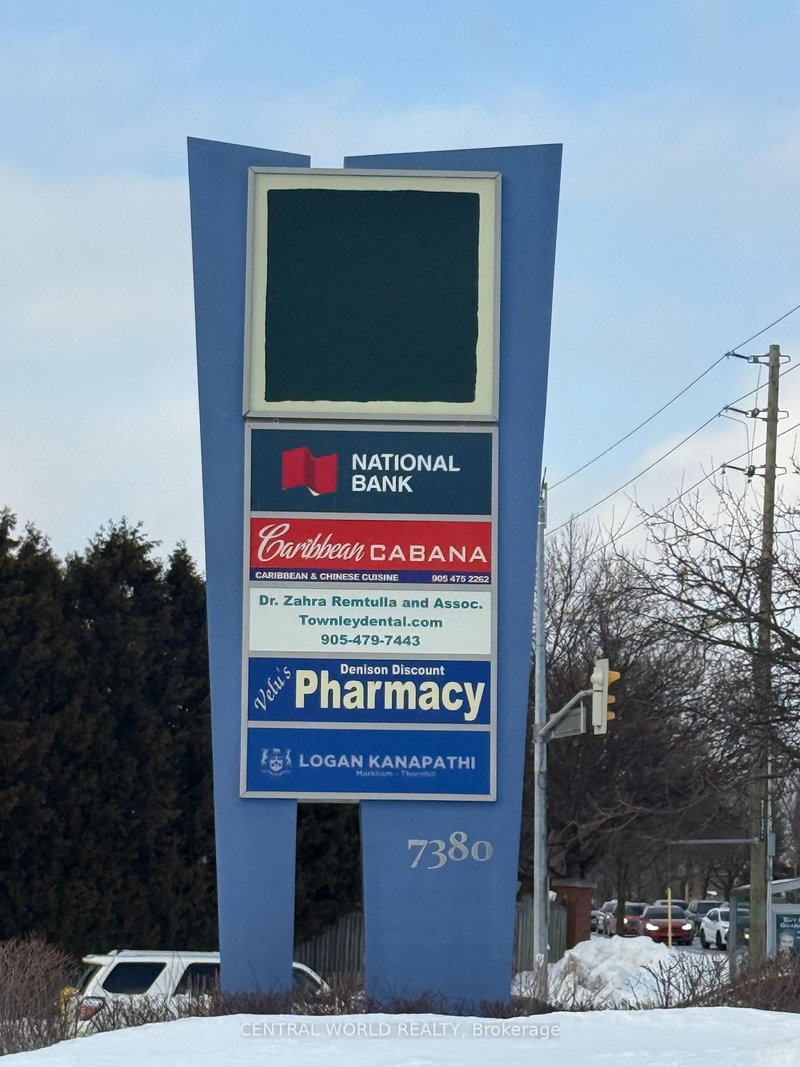 NATIONAL
BANK
Caribbean CABANA
CARIBBEAN & CHINESE CUISINE 905 475 2262
Dr. Zahra Remtulla and Assoc.
Townleydental.com
905-479-7443
Denison Discount
Velu's Pharmacy
LOGAN KANAPATHI
Markham - Thornhill
7380
BUY
CENTRAL WORLD REALTY, Brokerage